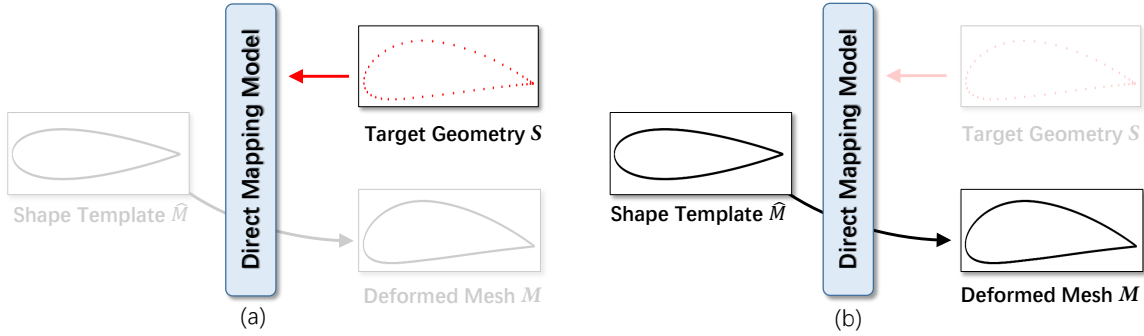 Direct Mapping Model
Target Geometry S
Shape Template M̂
Deformed Mesh M
(a)
Direct Mapping Model
Target Geometry S
Shape Template M̂
Deformed Mesh M
(b)